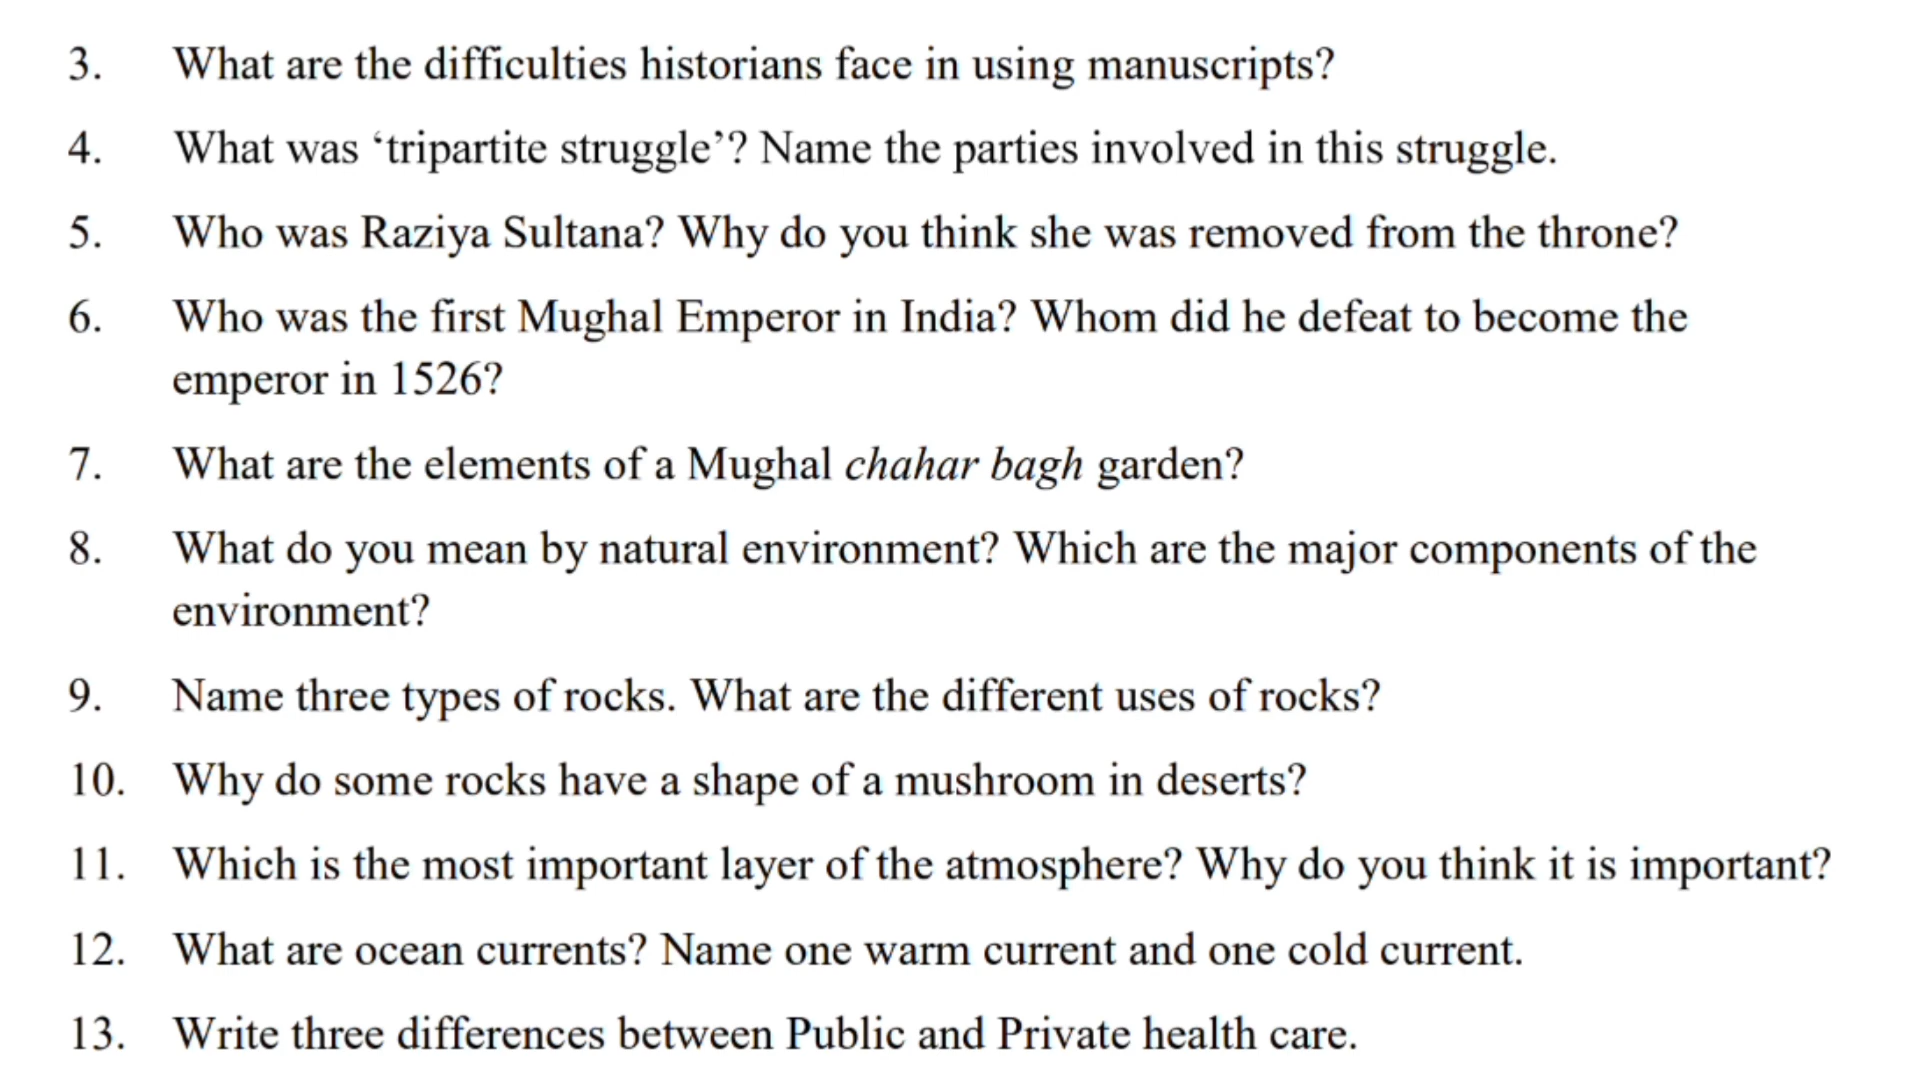 3. What are the difficulties historians face in using manuscripts?
4. What was ‘tripartite struggle’? Name the parties involved in this struggle.
5. Who was Raziya Sultana? Why do you think she was removed from the throne?
6. Who was the first Mughal Emperor in India? Whom did he defeat to become the
emperor in 1526?
7. What are the elements of a Mughal chahar bagh garden?
8. What do you mean by natural environment? Which are the major components of the
environment?
9. Name three types of rocks. What are the different uses of rocks?
10. Why do some rocks have a shape of a mushroom in deserts?
11. Which is the most important layer of the atmosphere? Why do you think it is important?
12. What are ocean currents? Name one warm current and one cold current.
13. Write three differences between Public and Private health care.